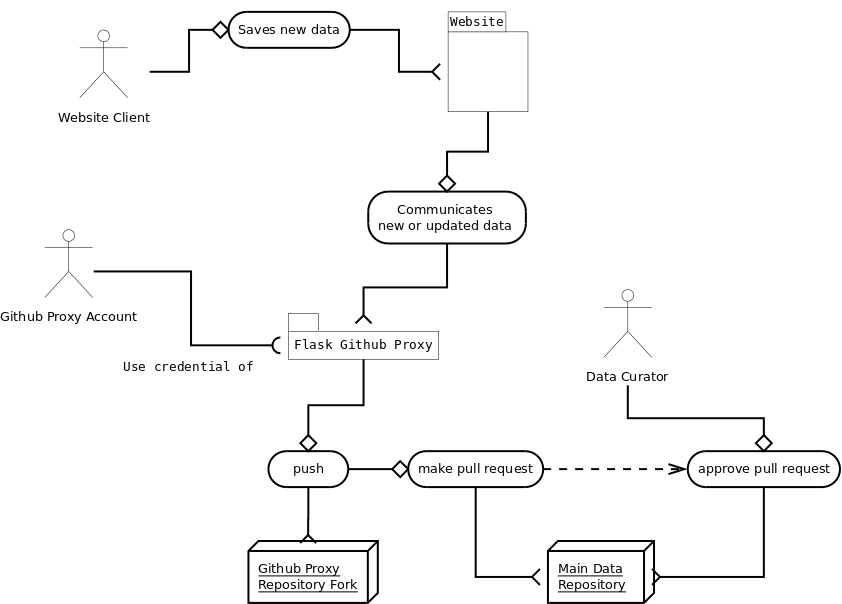 Saves new data
Website
Website Client
Communicates
new or updated data
Github Proxy Account
Flask Github Proxy
Use credential of
Data Curator
push
make pull request
approve pull request
Github Proxy
Repository Fork
Main Data
Repository